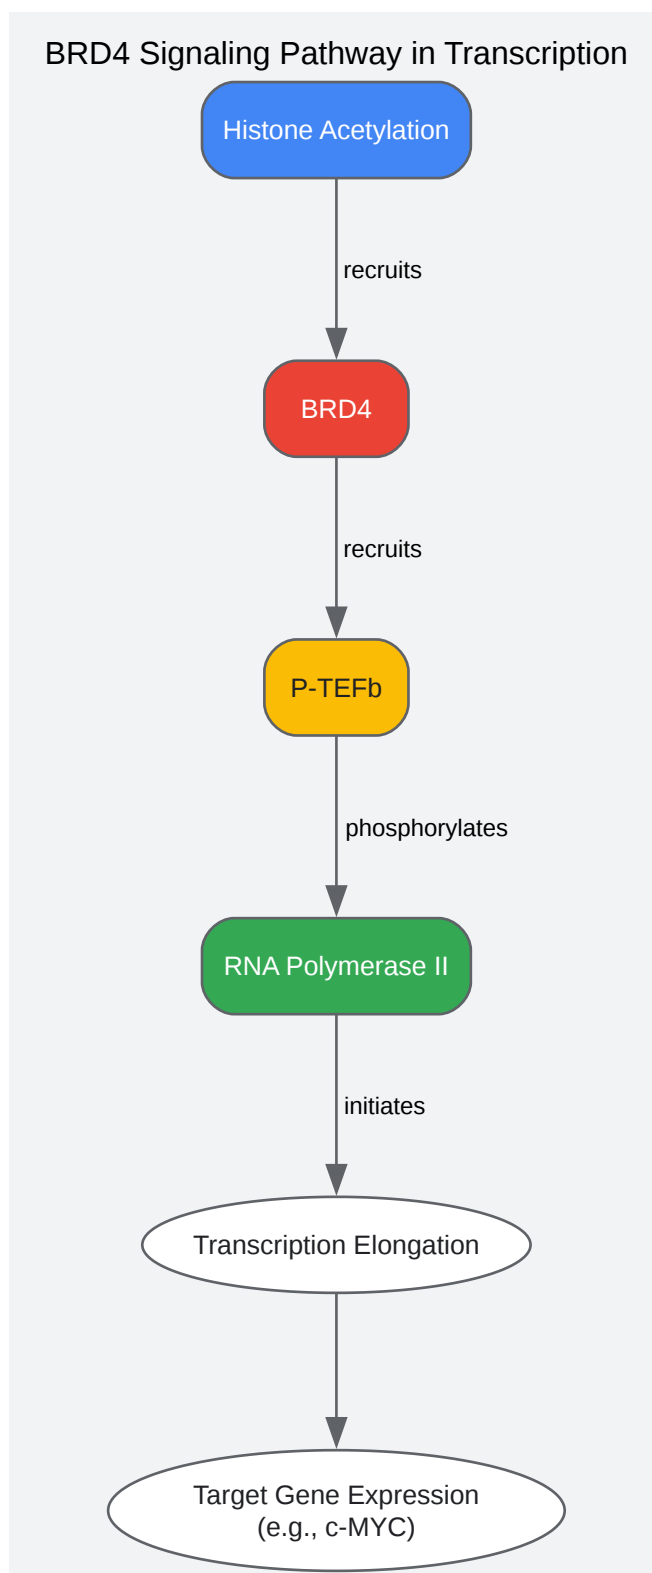 BRD4 Signaling Pathway in Transcription
Histone Acetylation
recruits
BRD4
recruits
P-TEFb
phosphorylates
RNA Polymerase II
initiates
Transcription Elongation
Target Gene Expression
(e.g., c-MYC)